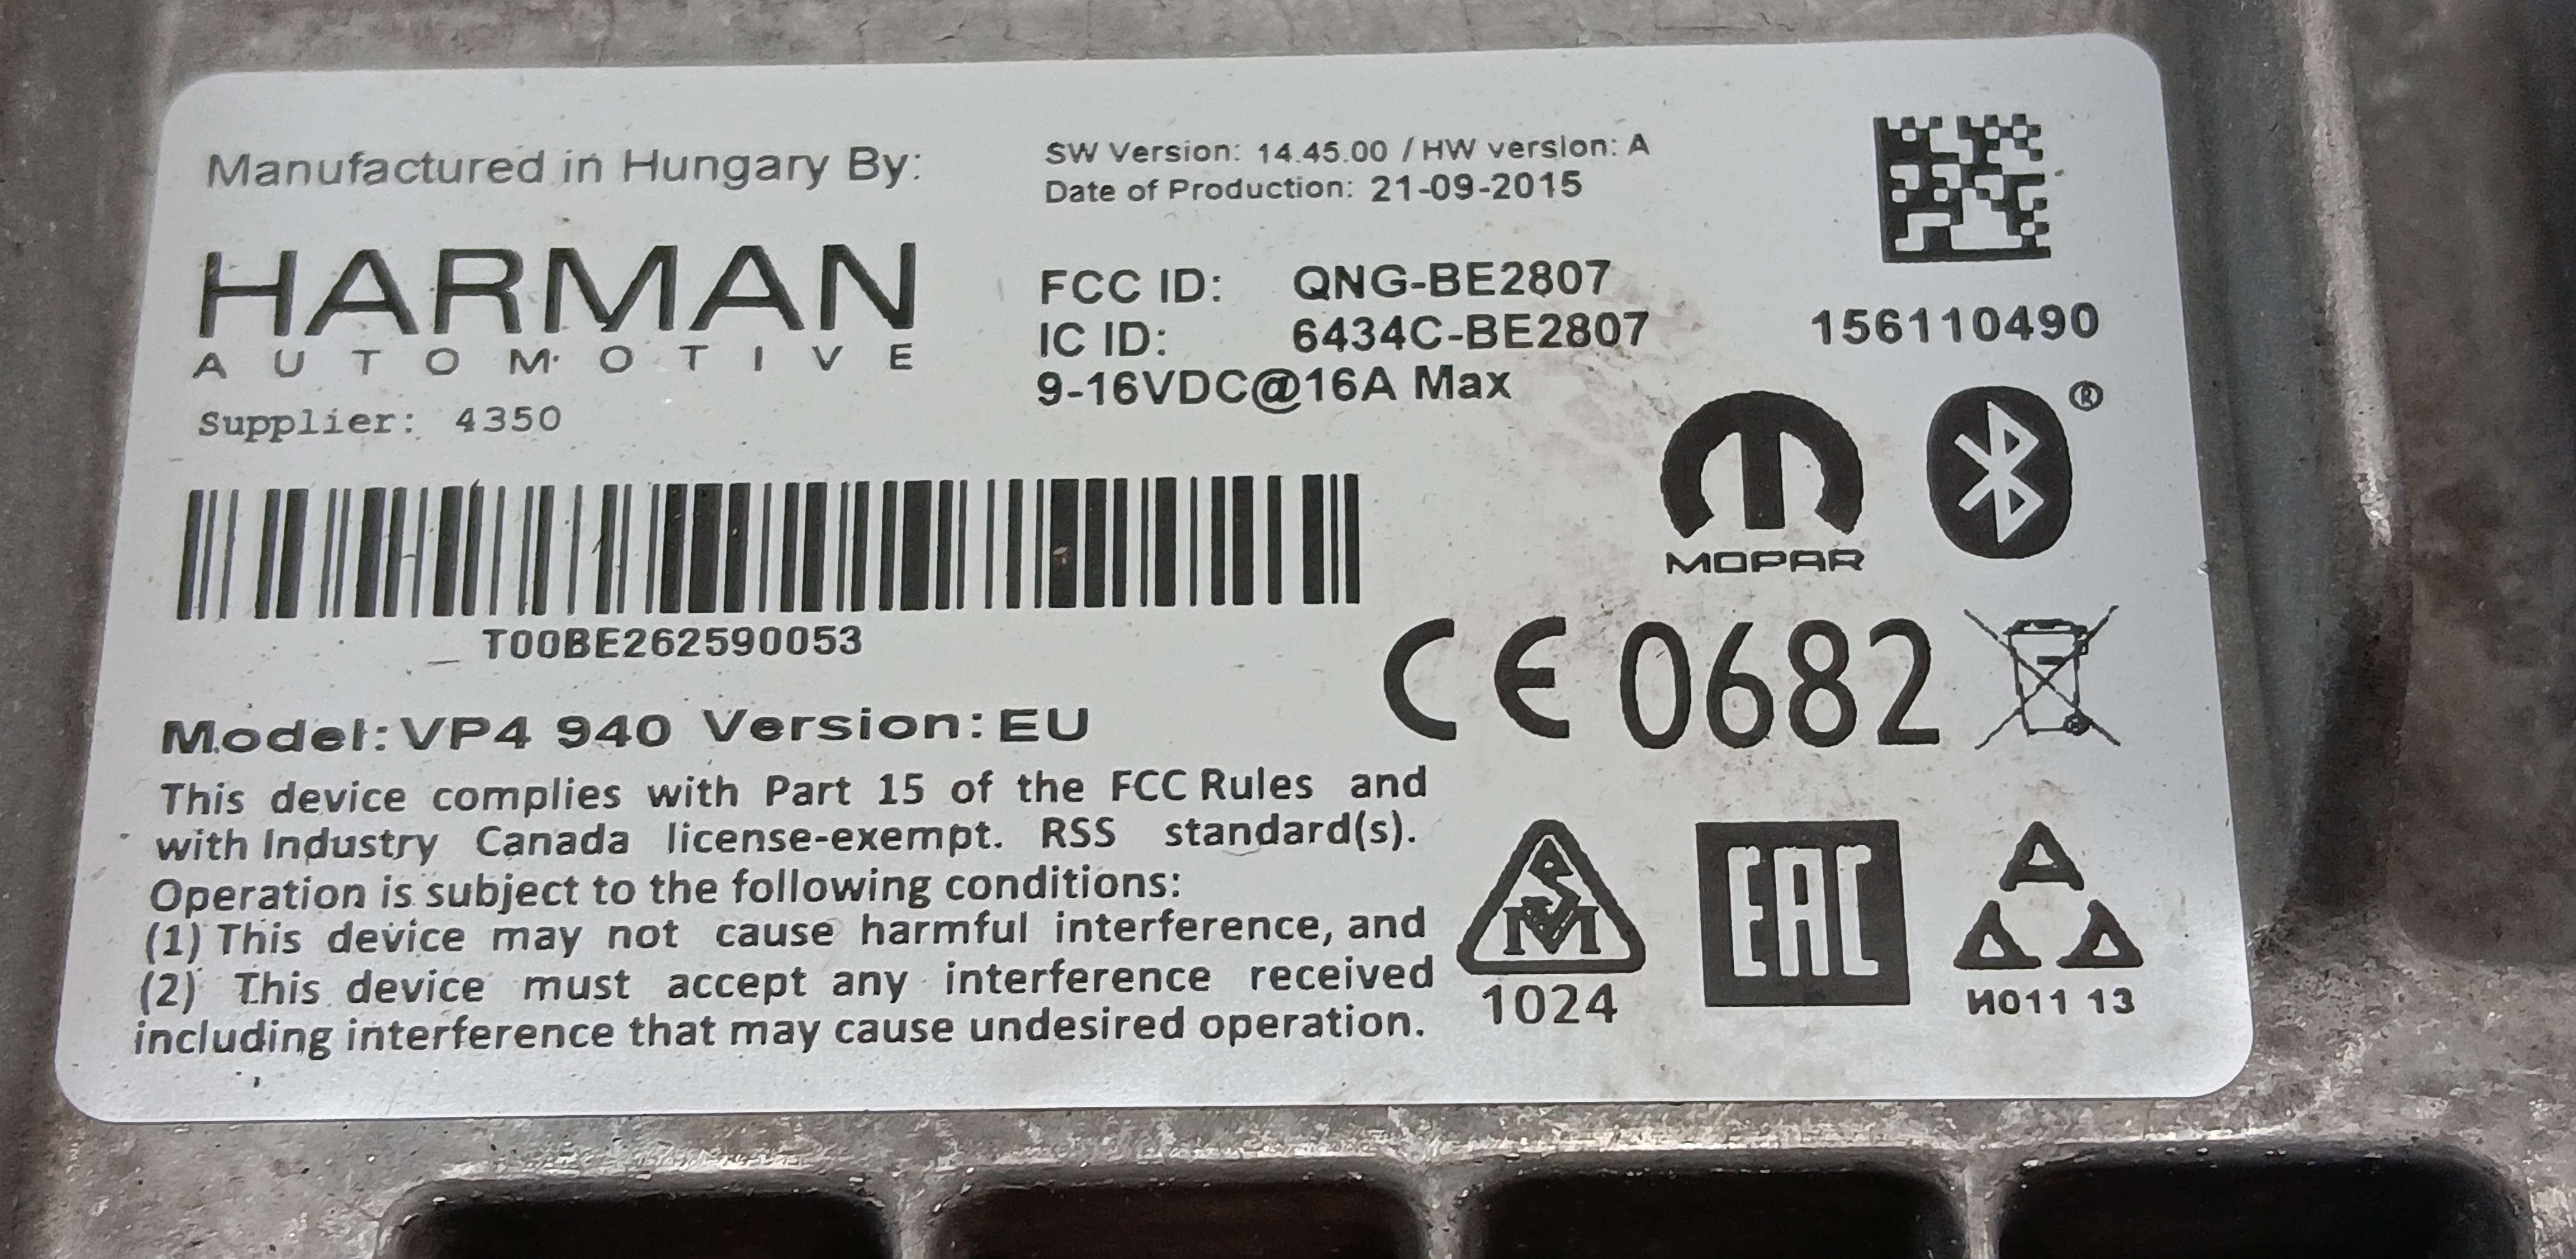 Manufactured in Hungary By:
HARMAN
AUTOMOTIVE
Supplier: 4350
SW Version: 14.45.00 / HW version: A
Date of Production: 21-09-2015
FCC ID: QNG-BE2807
IC ID: 6434C-BE2807
9-16VDC@16A Max
156110490
MOPAR
®
T00BE262590053
CE 0682
Model: VP4 940 Version: EU
This device complies with Part 15 of the FCC Rules and
with Industry Canada license-exempt. RSS standard(s).
Operation is subject to the following conditions:
(1) This device may not cause harmful interference, and
(2) This device must accept any interference received
including interference that may cause undesired operation.
1024
EAC
A
И011 13